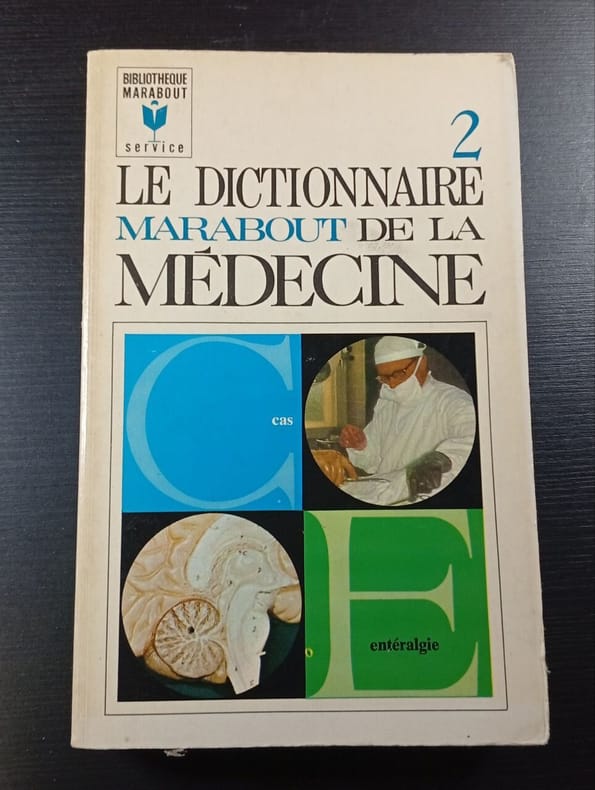 BIBLIOTHEQUE
MARABOUT
service
2
LE DICTIONNAIRE
MARABOUT DE LA
MÉDECINE
C
cas
E
entéralgie